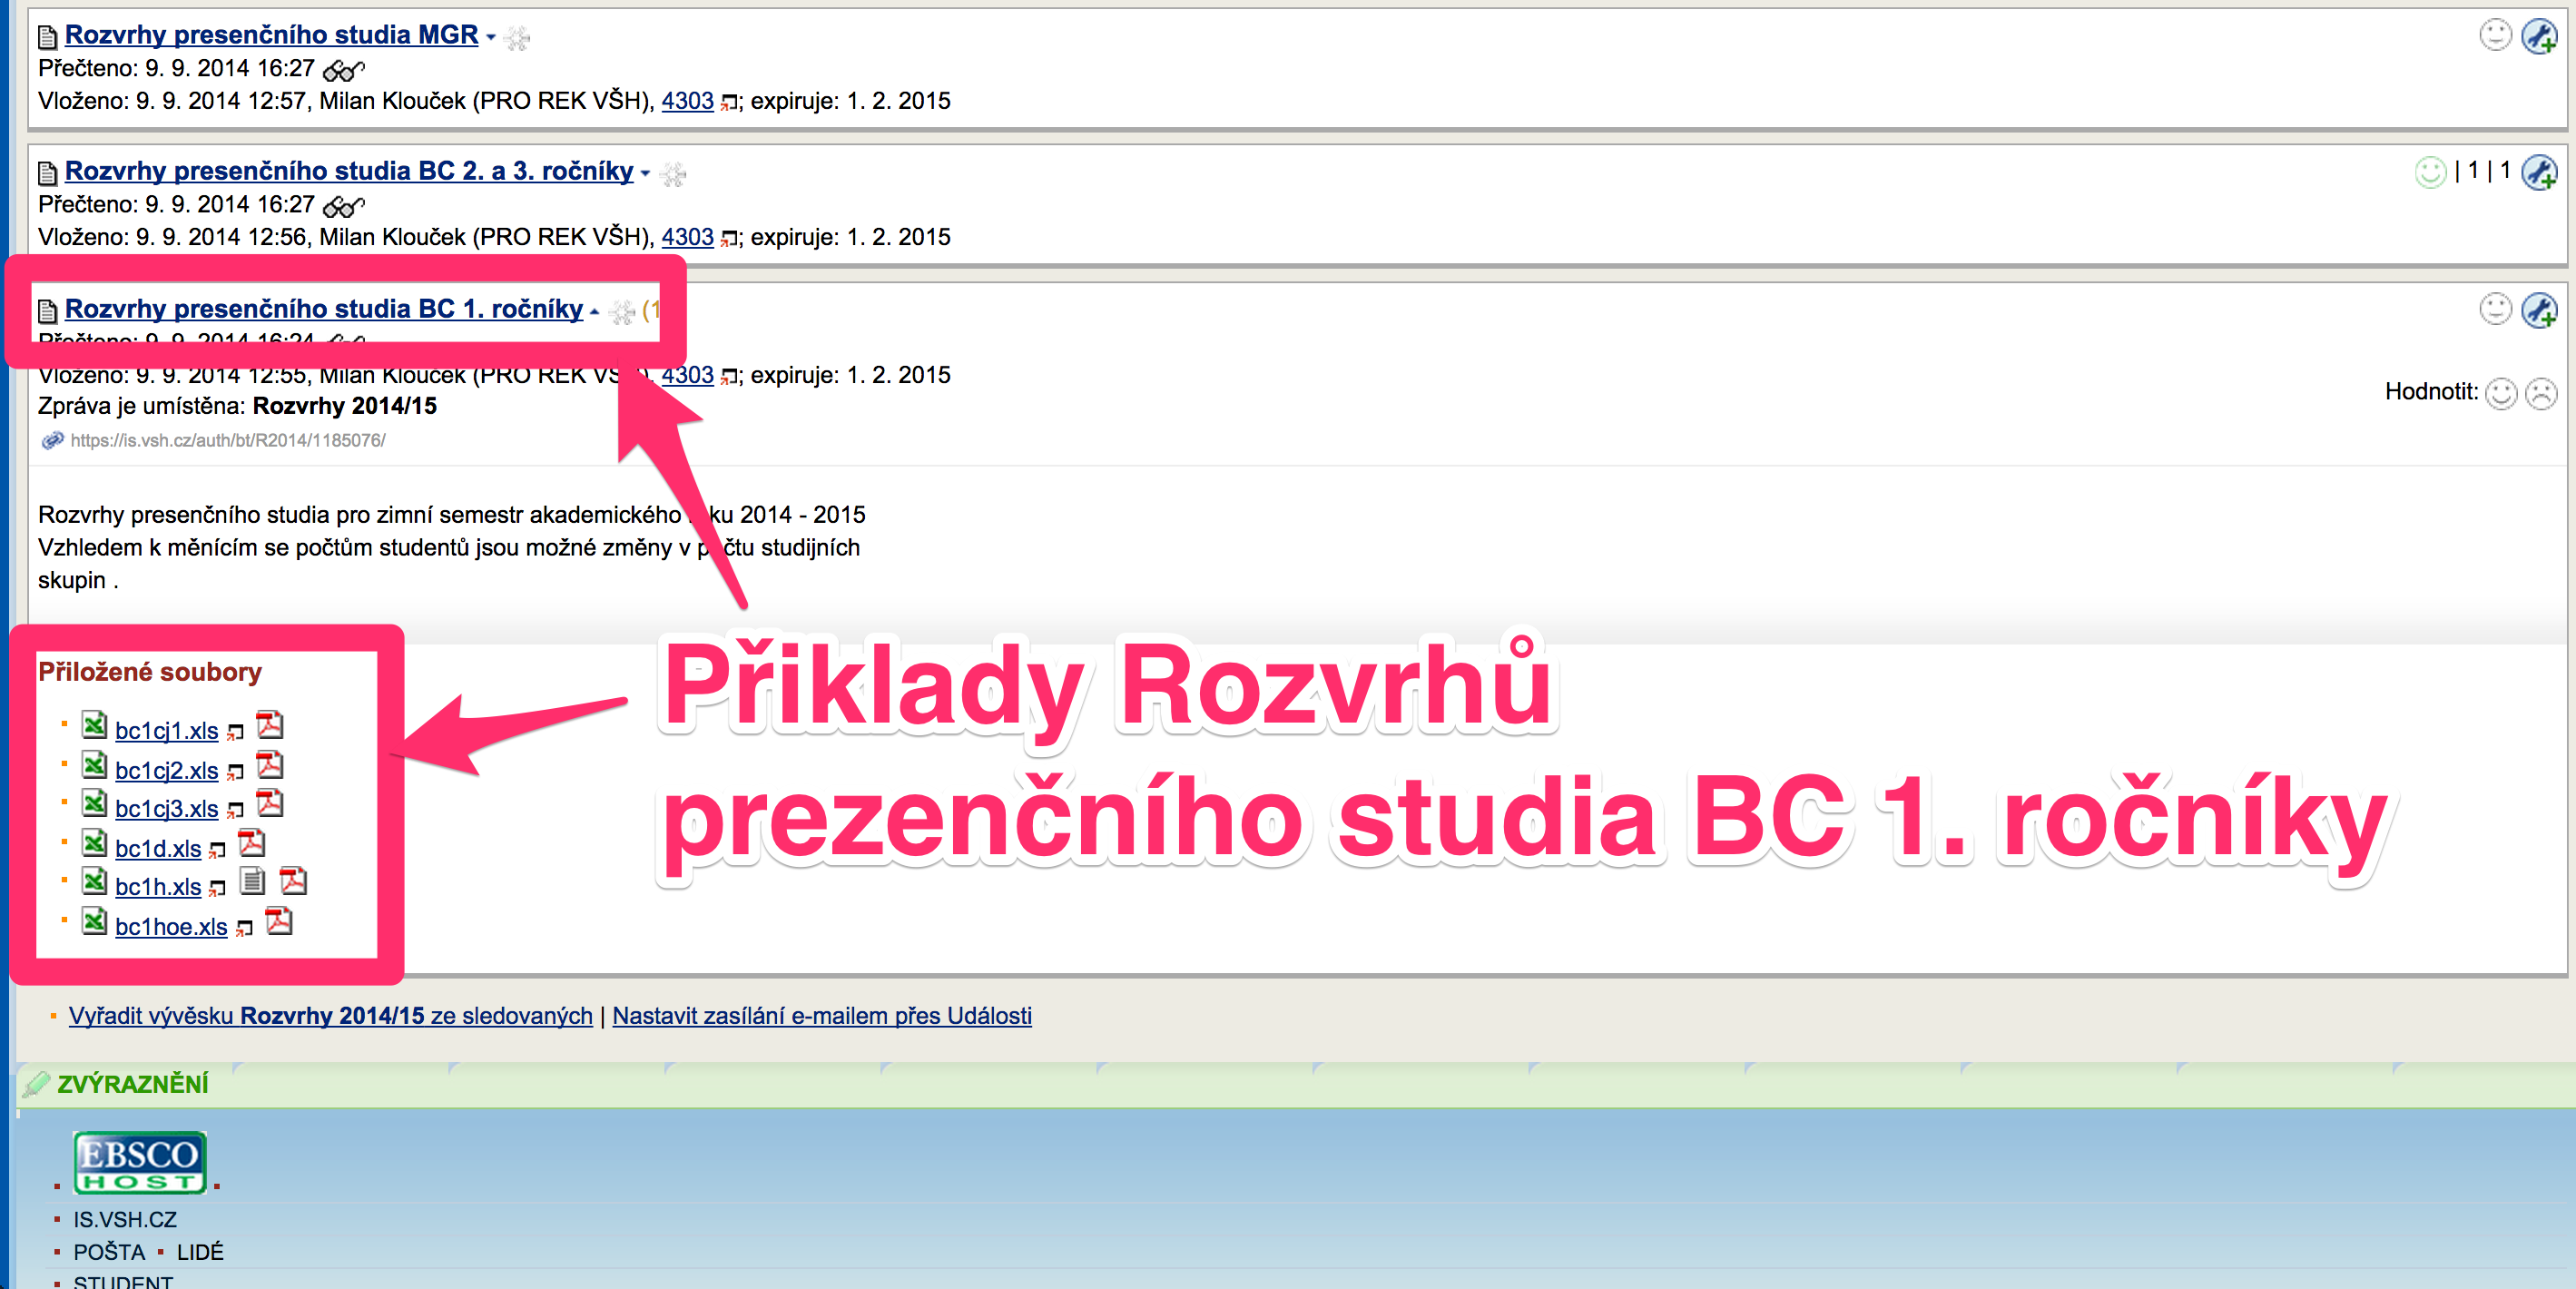 Rozvrhy presenčního studia MGR
Přečteno: 9. 9. 2014 16:27
Vloženo: 9. 9. 2014 12:57, Milan Klouček (PRO REK VŠH), 4303; expiruje: 1. 2. 2015
Rozvrhy presenčního studia BC 2. a 3. ročníky
| 1 | 1
Přečteno: 9. 9. 2014 16:27
Vloženo: 9. 9. 2014 12:56, Milan Klouček (PRO REK VŠH), 4303; expiruje: 1. 2. 2015
Rozvrhy presenčního studia BC 1. ročníky (1
Přečteno: 9. 9. 2014 16:24
Vloženo: 9. 9. 2014 12:55, Milan Klouček (PRO REK VŠH), 4303; expiruje: 1. 2. 2015
Hodnotit:
Zpráva je umístěna: Rozvrhy 2014/15
https://is.vsh.cz/auth/bt/R2014/1185076/
Rozvrhy presenčního studia pro zimní semestr akademického roku 2014 - 2015
Vzhledem k měnícím se počtům studentů jsou možné změny v počtu studijních
skupin .
Přiložené soubory
bc1cj1.xls
bc1cj2.xls
bc1cj3.xls
bc1d.xls
bc1h.xls
bc1hoe.xls
Přiklady Rozvrhů
prezenčního studia BC 1. ročníky
Vyřadit vývěsku Rozvrhy 2014/15 ze sledovaných | Nastavit zasílání e-mailem přes Události
ZVÝRAZNĚNÍ
EBSCO
HOST
IS.VSH.CZ
POŠTA ▪ LIDÉ
STUDENT